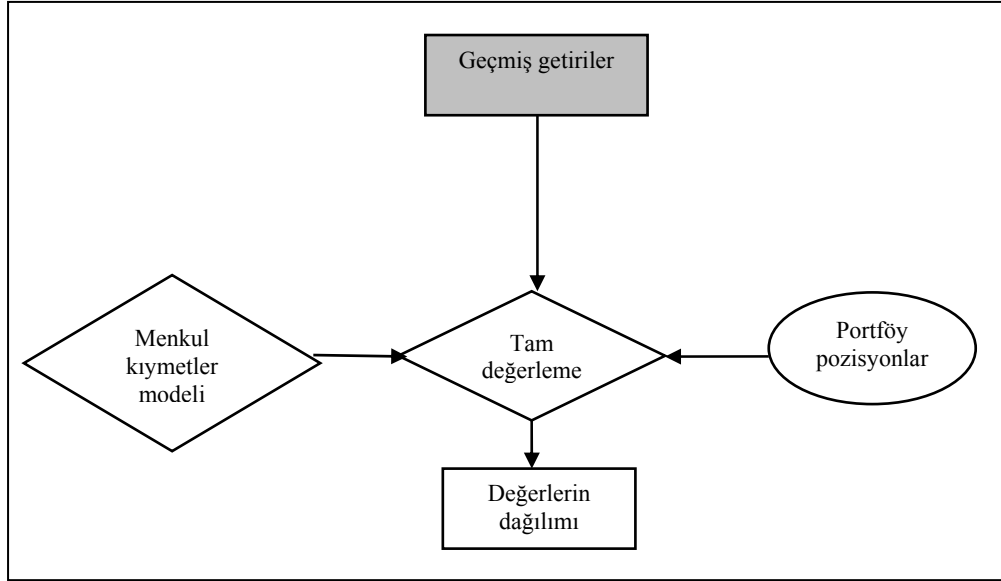 Geçmiş getiriler
Menkul
kıymetler
modeli
Tam
değerleme
Portföy
pozisyonlar
Değerlerin
dağılımı